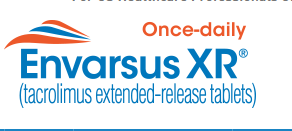 Once-daily
Envarsus XR®
(tacrolimus extended-release tablets)